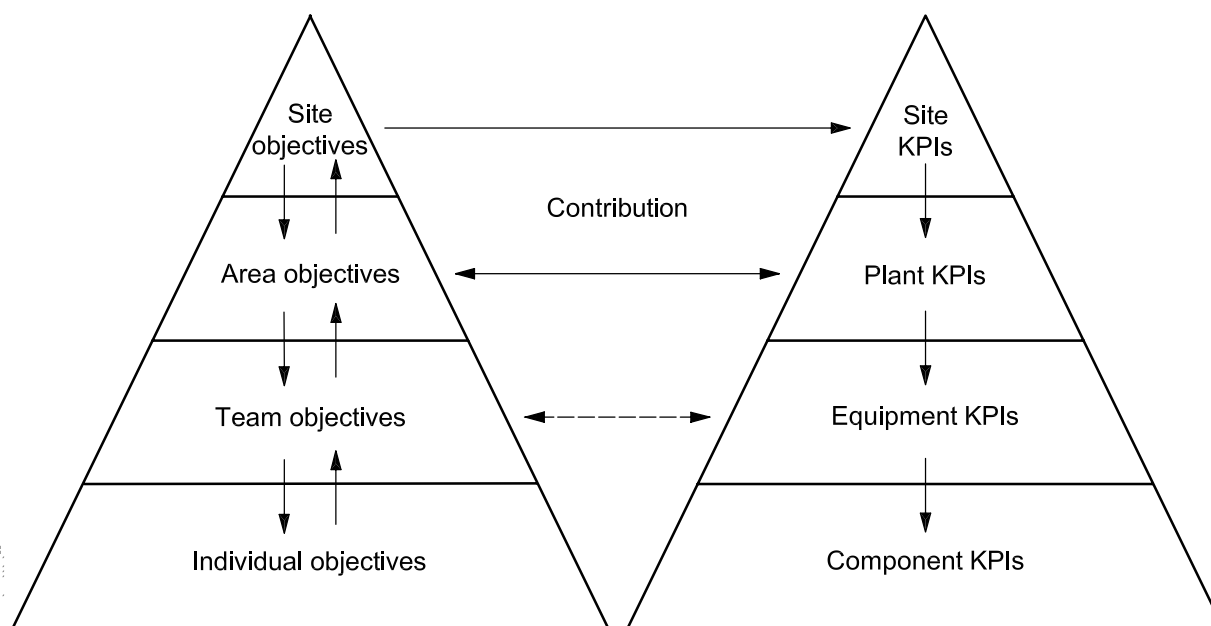 Site
objectives
Site
KPIs
Contribution
Area objectives
Plant KPIs
Team objectives
Equipment KPIs
Individual objectives
Component KPIs